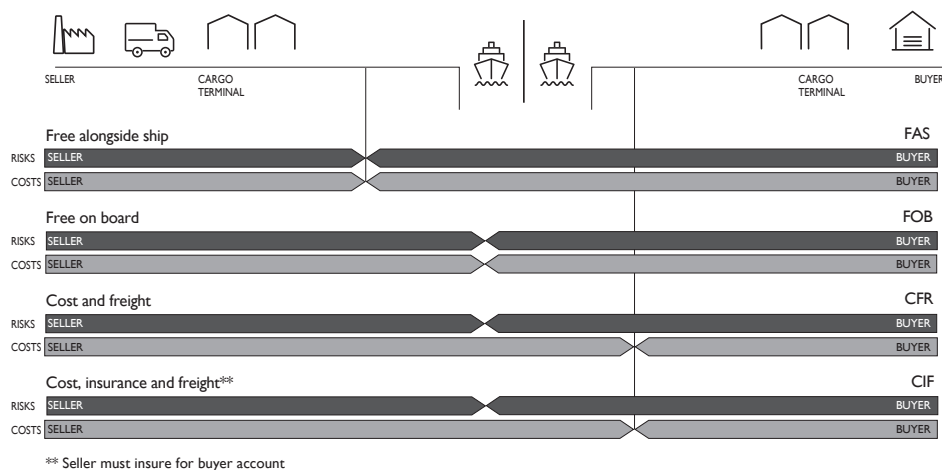 SELLER
CARGO
TERMINAL
CARGO
TERMINAL
BUYER
Free alongside ship FAS
RISKS SELLER BUYER
COSTS SELLER BUYER
Free on board FOB
RISKS SELLER BUYER
COSTS SELLER BUYER
Cost and freight CFR
RISKS SELLER BUYER
COSTS SELLER BUYER
Cost, insurance and freight** CIF
RISKS SELLER BUYER
COSTS SELLER BUYER
** Seller must insure for buyer account